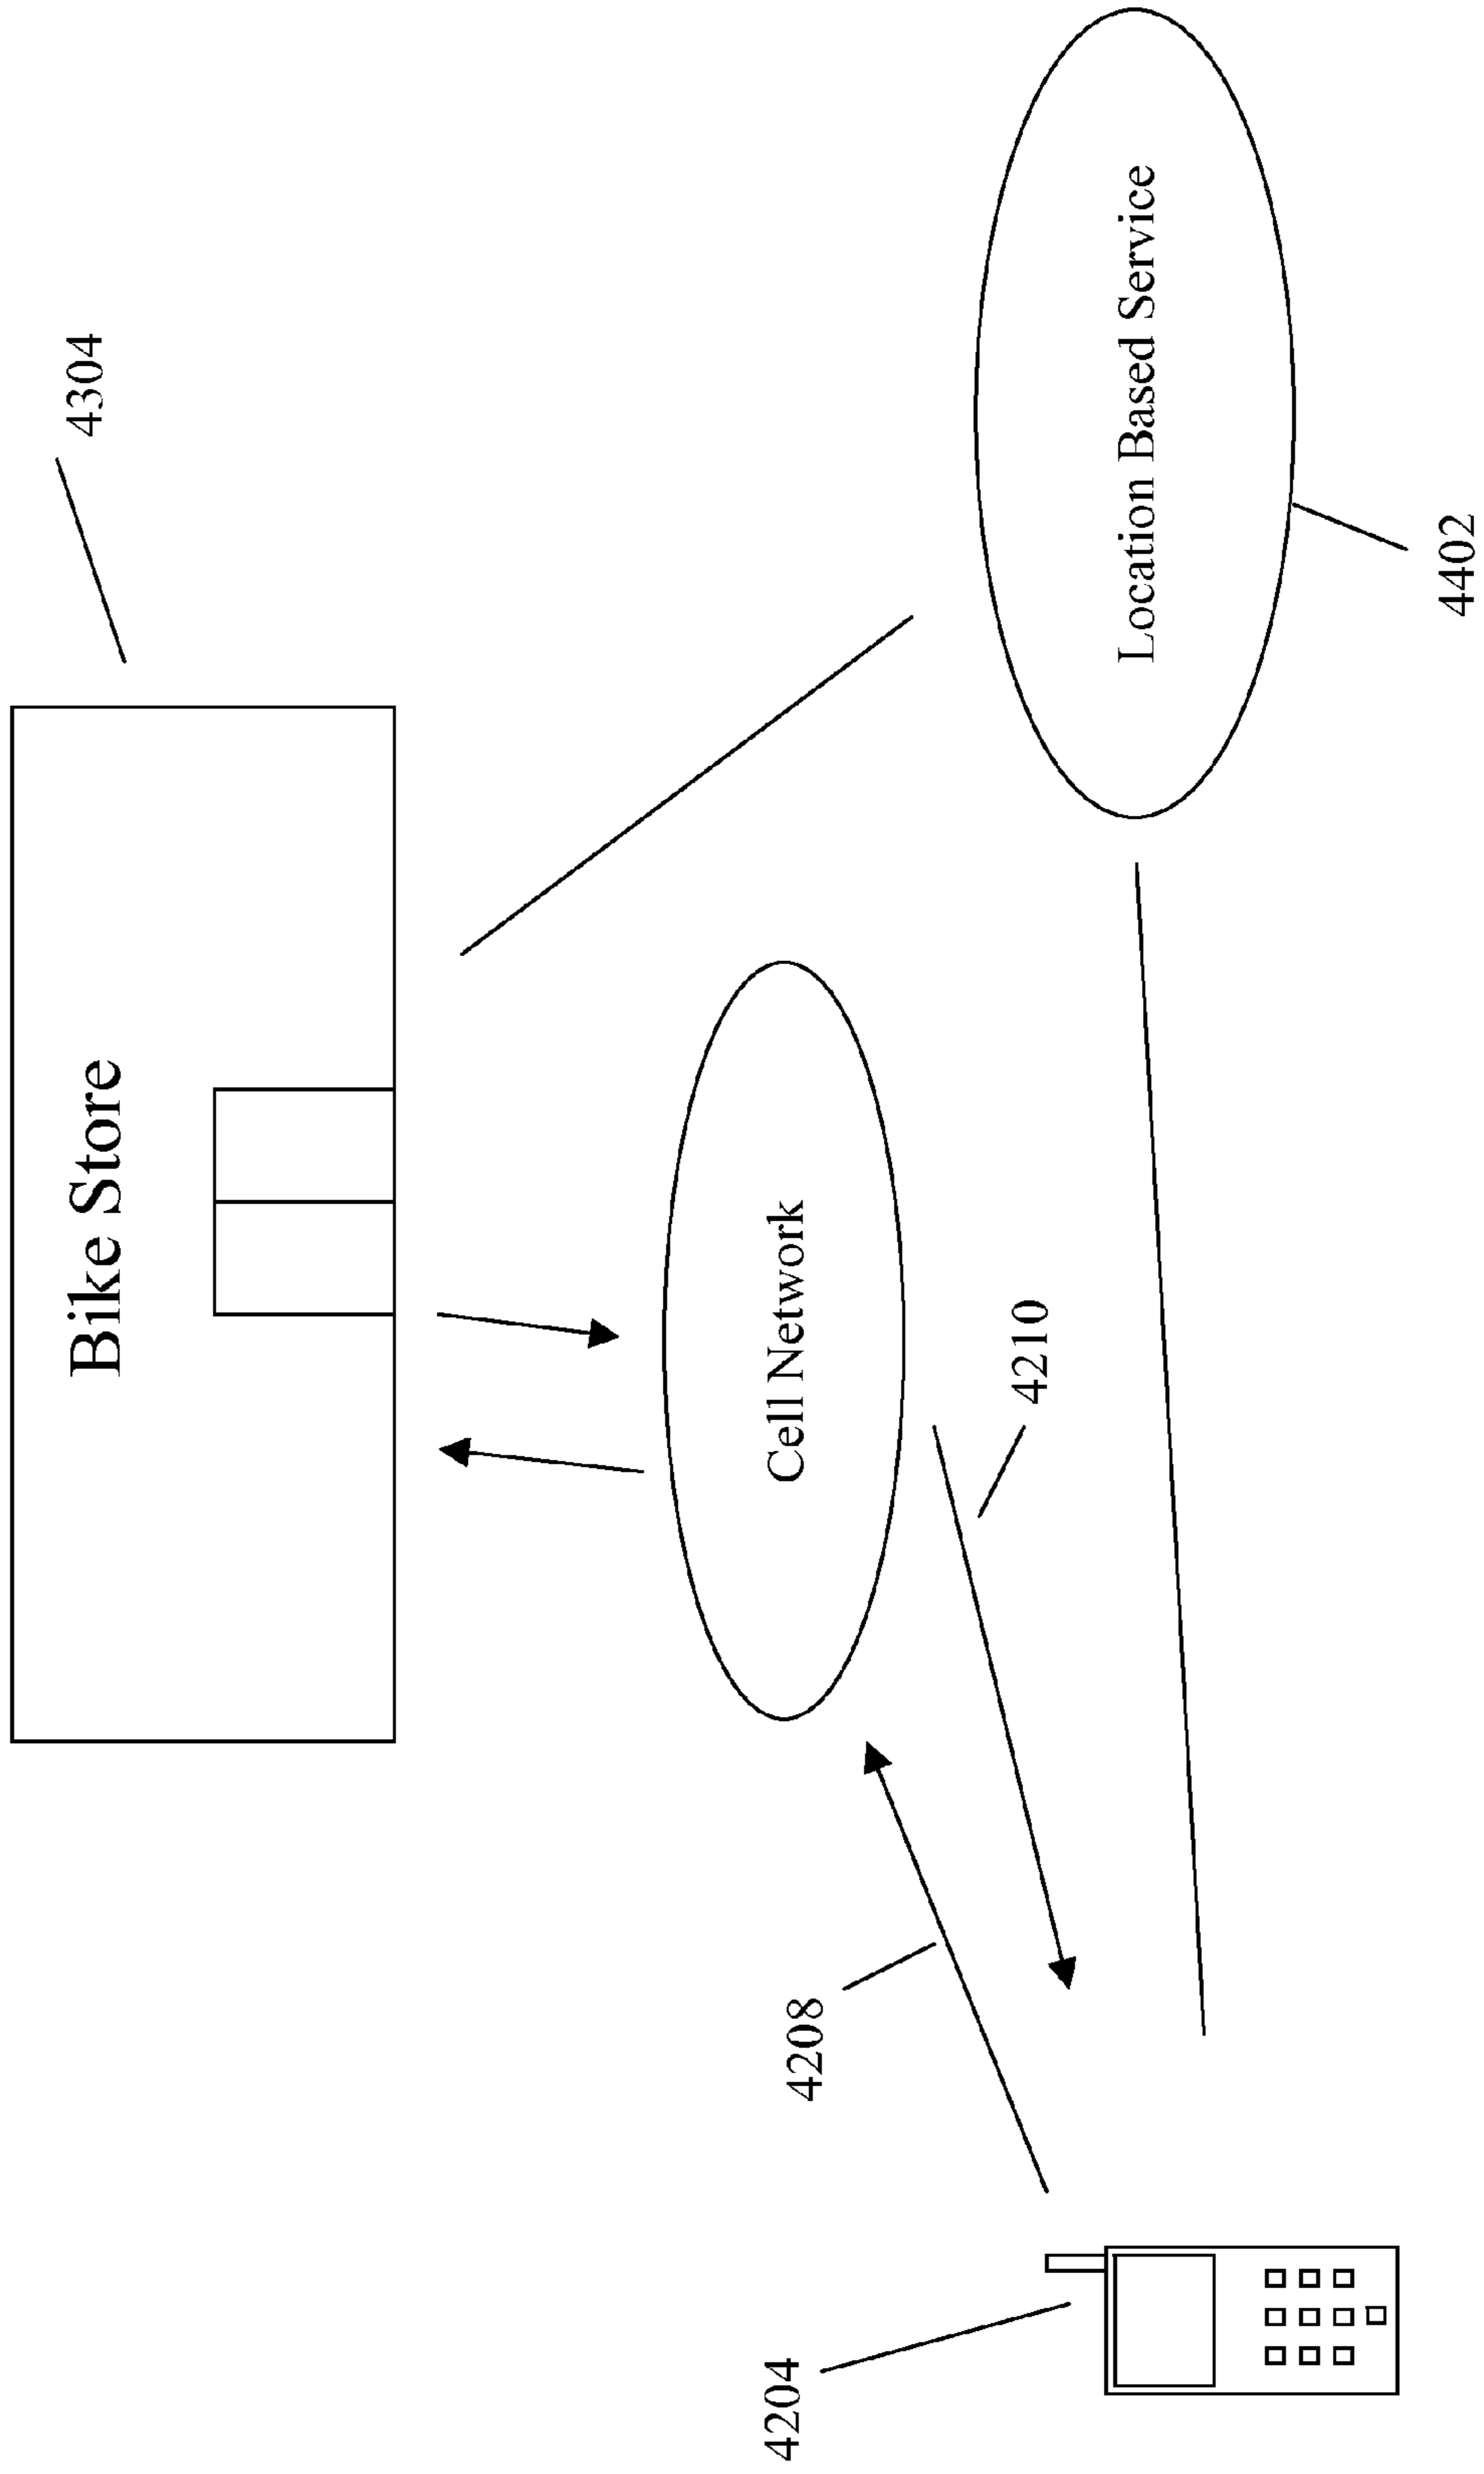 Bike Store
4304
Cell Network
4208
4210
4204
Location Based Service
4402